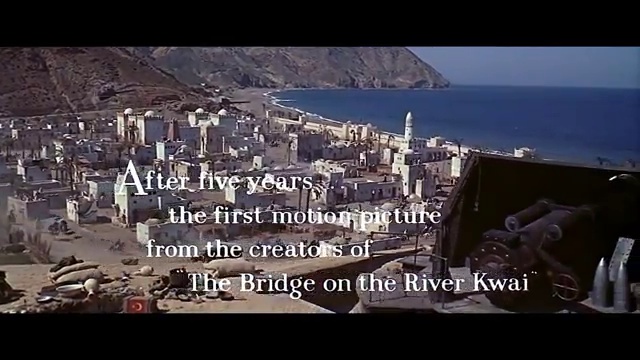 After five years...
the first motion picture
from the creators of
"The Bridge on the River Kwai"